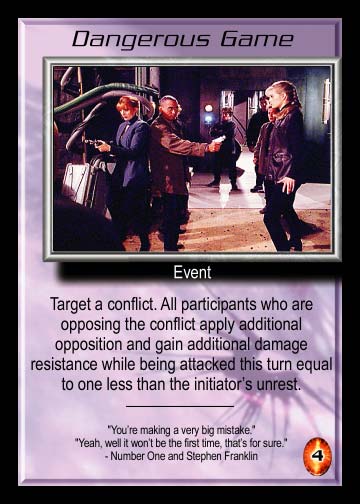 Dangerous Game
Event
Target a conflict. All participants who are
opposing the conflict apply additional
opposition and gain additional damage
resistance while being attacked this turn equal
to one less than the initiator's unrest.
"You're making a very big mistake."
"Yeah, well it won't be the first time, that's for sure."
- Number One and Stephen Franklin
4